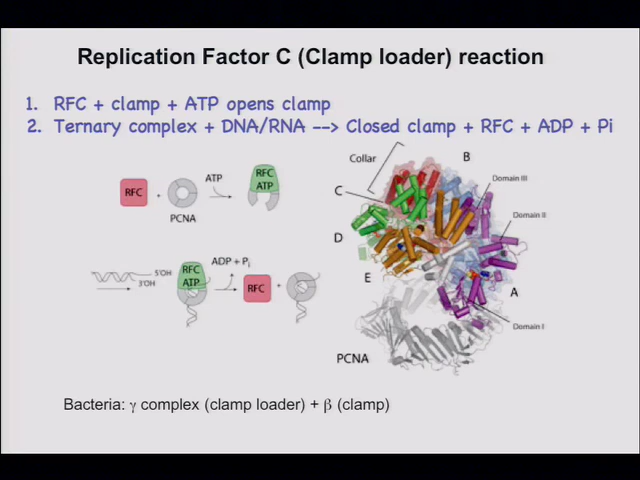 Replication Factor C (Clamp loader) reaction
1. RFC + clamp + ATP opens clamp
2. Ternary complex + DNA/RNA --> Closed clamp + RFC + ADP + Pi
RFC
+
PCNA
ATP
RFC
ATP
5'OH
3'OH
RFC
ATP
ADP + Pi
RFC
+
Collar
B
C
Domain III
Domain II
D
E
A
Domain I
PCNA
Bacteria: γ complex (clamp loader) + β (clamp)